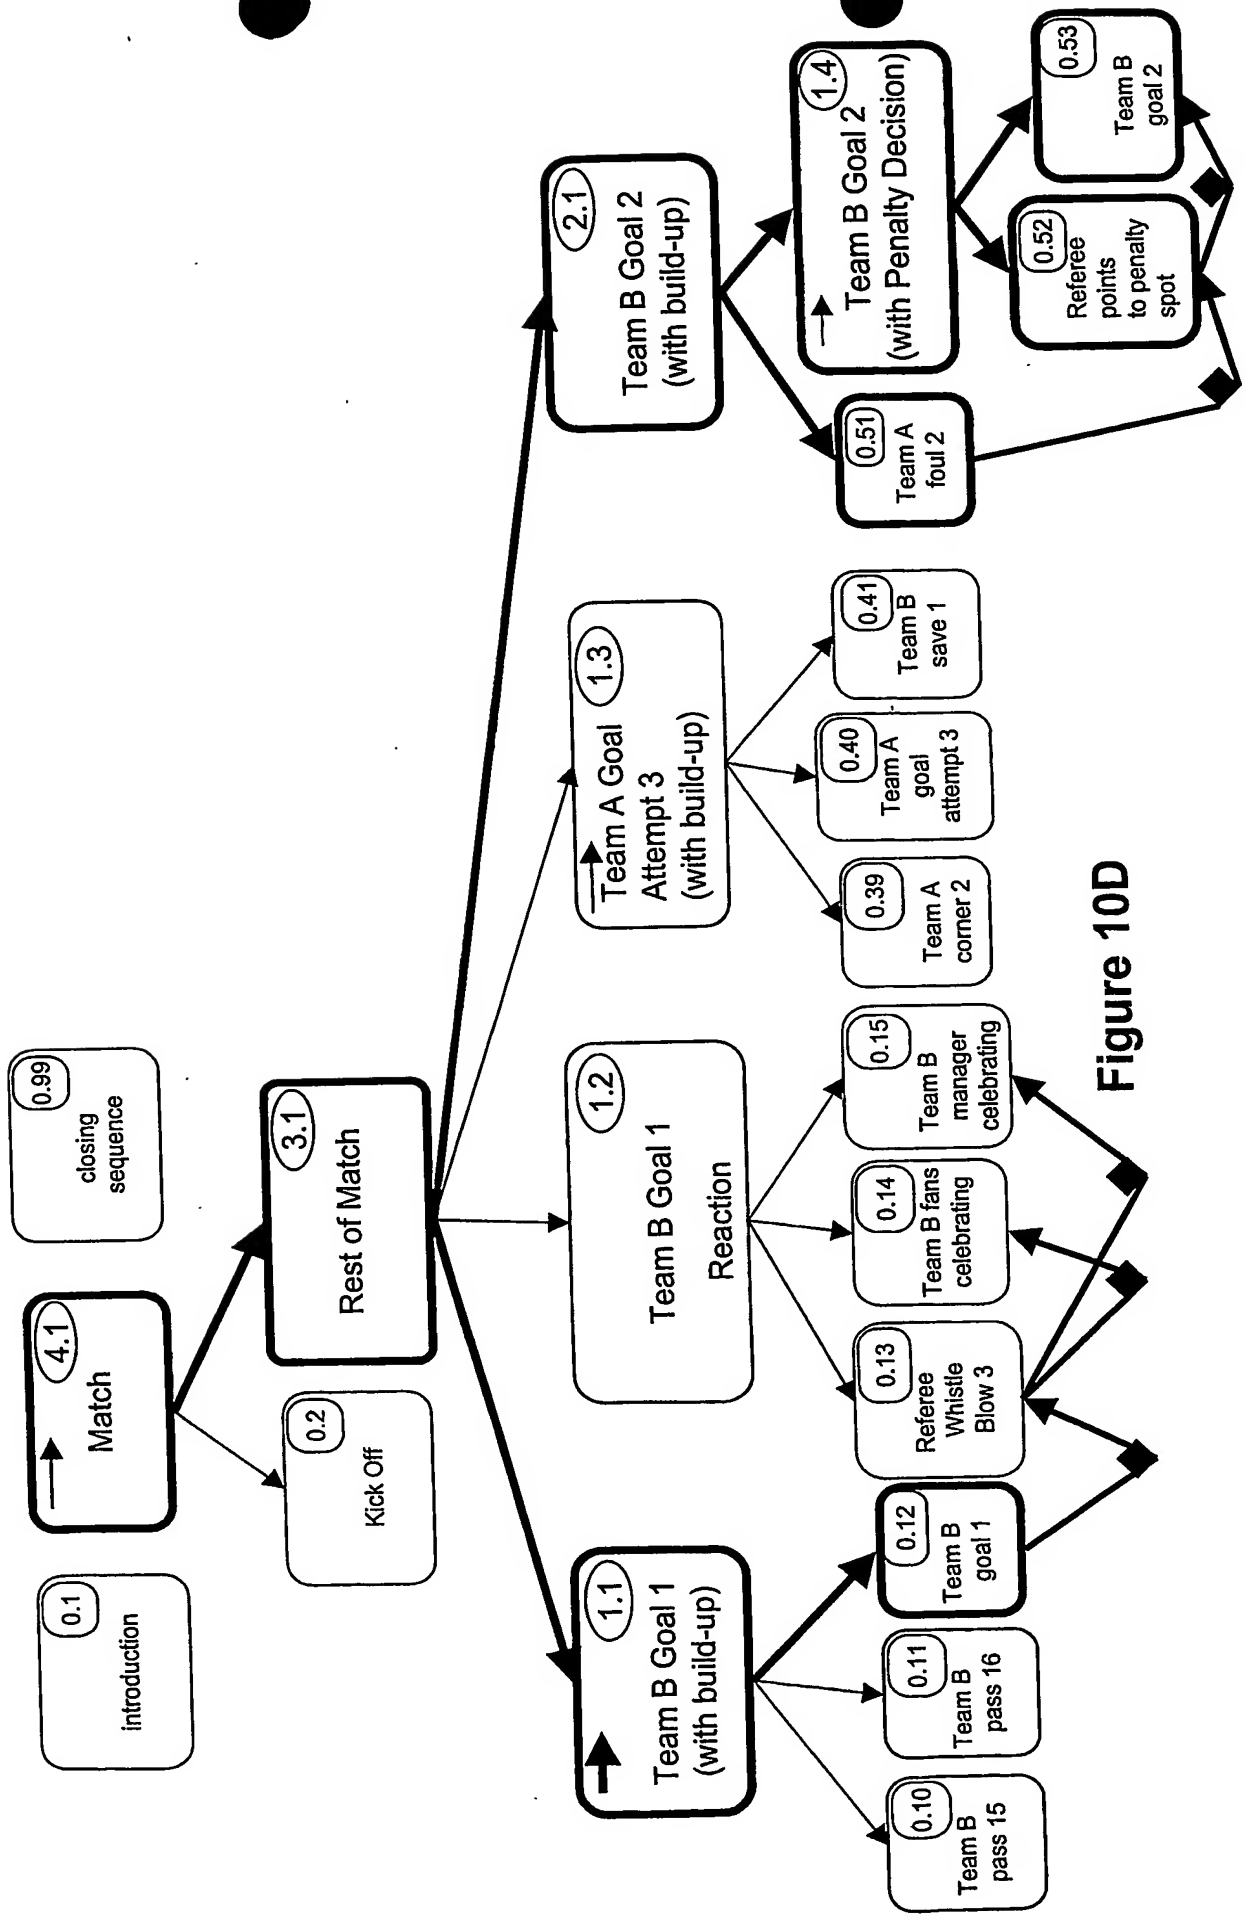 0.1
introduction
4.1
Match
0.99
closing
sequence
0.2
Kick Off
3.1
Rest of Match
1.1
Team B Goal 1
(with build-up)
1.2
Team B Goal 1
Reaction
1.3
Team A Goal
Attempt 3
(with build-up)
2.1
Team B Goal 2
(with build-up)
0.10
Team B
pass 15
0.11
Team B
pass 16
0.12
Team B
goal 1
0.13
Referee
Whistle
Blow 3
0.14
Team B fans
celebrating
0.15
Team B
manager
celebrating
0.39
Team A
corner 2
0.40
Team A
goal
attempt 3
0.41
Team B
save 1
0.51
Team A
foul 2
1.4
Team B Goal 2
(with Penalty Decision)
0.52
Referee
points
to penalty
spot
0.53
Team B
goal 2
Figure 10D